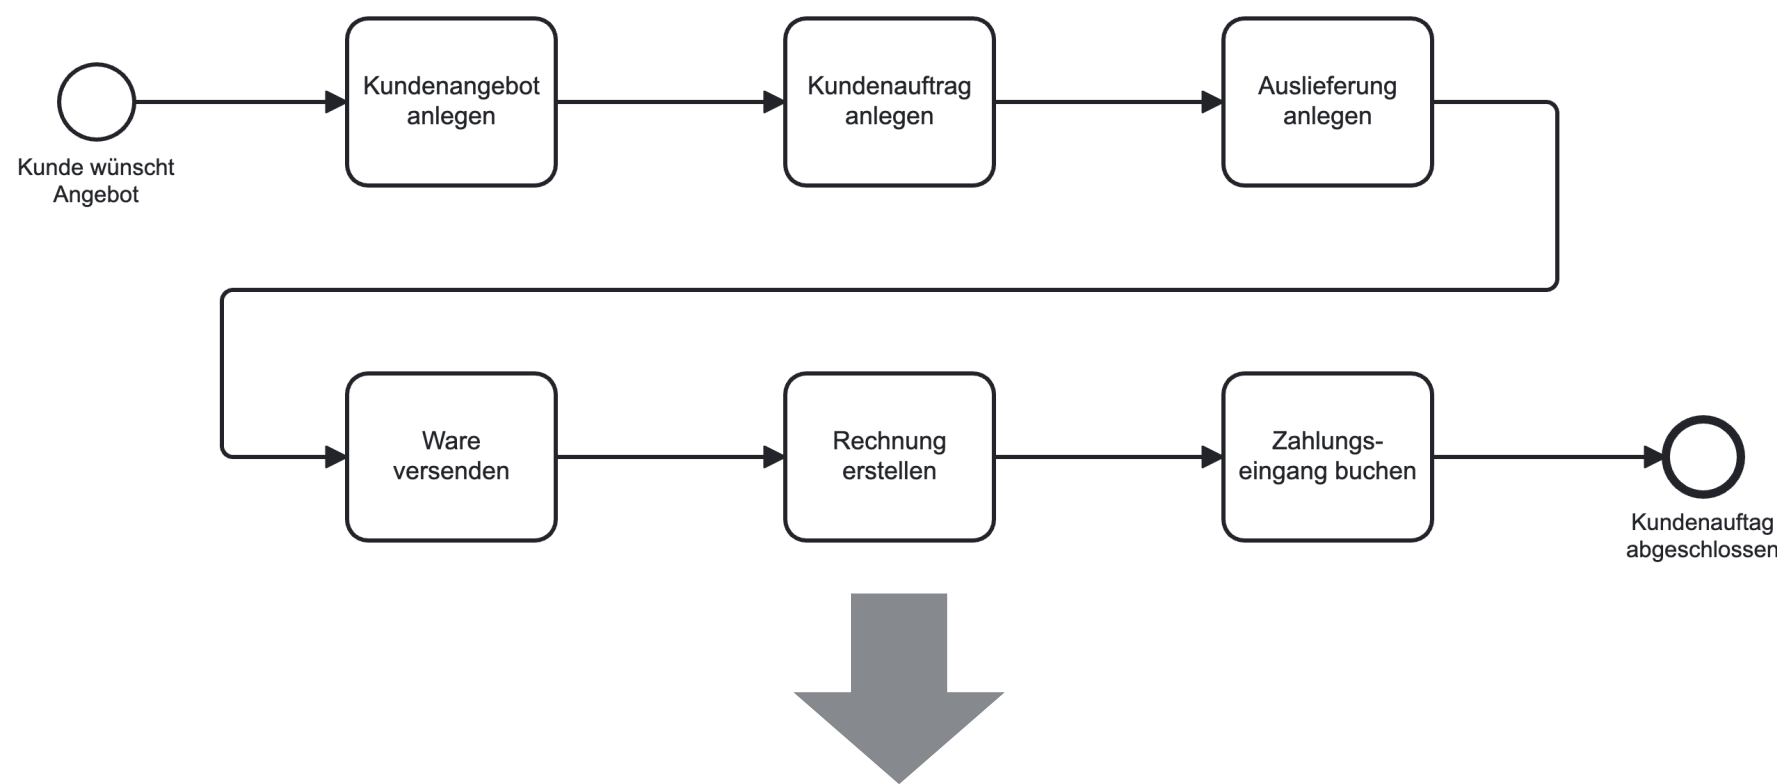 Kundenangebot
anlegen
Kundenauftrag
anlegen
Auslieferung
anlegen
Kunde wünscht
Angebot
Ware
versenden
Rechnung
erstellen
Zahlungs-
eingang buchen
Kundenauftag
abgeschlossen